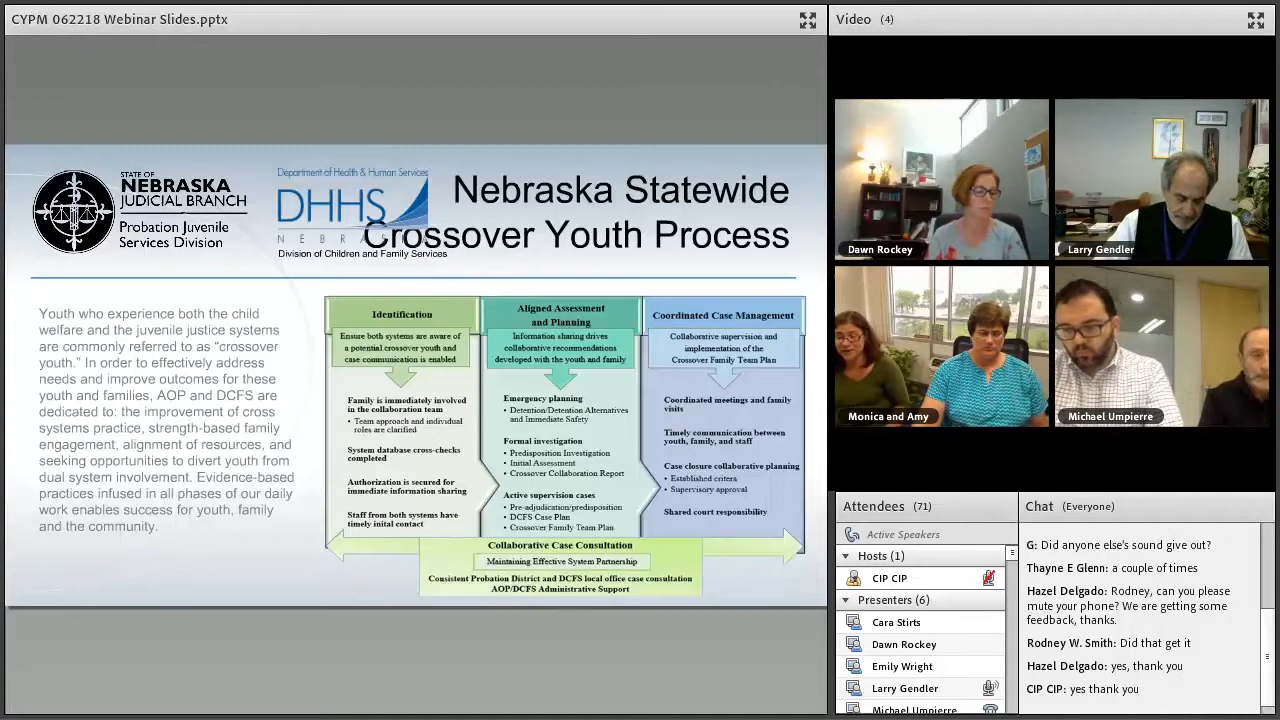 CYPM 062218 Webinar Slides.pptx
STATE OF
NEBRASKA
JUDICIAL BRANCH
Probation Juvenile
Services Division
Department of Health & Human Services
DHHS
N E B R A S K A
Division of Children and Family Services
Nebraska Statewide
Crossover Youth Process
Youth who experience both the child
welfare and the juvenile justice systems
are commonly referred to as “crossover
youth.” In order to effectively address
needs and improve outcomes for these
youth and families, AOP and DCFS are
dedicated to: the improvement of cross
systems practice, strength-based family
engagement, alignment of resources, and
seeking opportunities to divert youth from
dual system involvement. Evidence-based
practices infused in all phases of our daily
work enables success for youth, family
and the community.
Identification
Ensure both systems are aware of
a potential crossover youth and
case communication is enabled
Family is immediately involved
in the collaboration team
• Team approach and individual
roles are clarified
System database cross-checks
completed
Authorization is secured for
immediate information sharing
Staff from both systems have
timely inital contact
Aligned Assessment
and Planning
Information sharing drives
collaborative recommendations
developed with the youth and family
Emergency planning
• Detention/Detention Alternatives
and Immediate Safety
Formal investigation
• Predisposition Investigation
• Initial Assessment
• Crossover Collaboration Report
Active supervision cases
• Pre-adjudication/predisposition
• DCFS Case Plan
• Crossover Family Team Plan
Coordinated Case Management
Collaborative supervision and
implementation of the
Crossover Family Team Plan
Coordinated meetings and family
visits
Timely communication between
youth, family, and staff
Case closure collaborative planning
• Established critera
• Supervisory approval
Shared court responsibility
Collaborative Case Consultation
Maintaining Effective System Partnership
Consistent Probation District and DCFS local office case consultation
AOP/DCFS Administrative Support
Video (4)
Dawn Rockey
Larry Gendler
Monica and Amy
Michael Umpierre
Attendees (71)
Active Speakers
Hosts (1)
CIP CIP
Presenters (6)
Cara Stirts
Dawn Rockey
Emily Wright
Larry Gendler
Michael Umpierre
Chat (Everyone)
G: Did anyone else's sound give out?
Thayne E Glenn: a couple of times
Hazel Delgado: Rodney, can you please
mute your phone? We are getting some
feedback, thanks.
Rodney W. Smith: Did that get it
Hazel Delgado: yes, thank you
CIP CIP: yes thank you